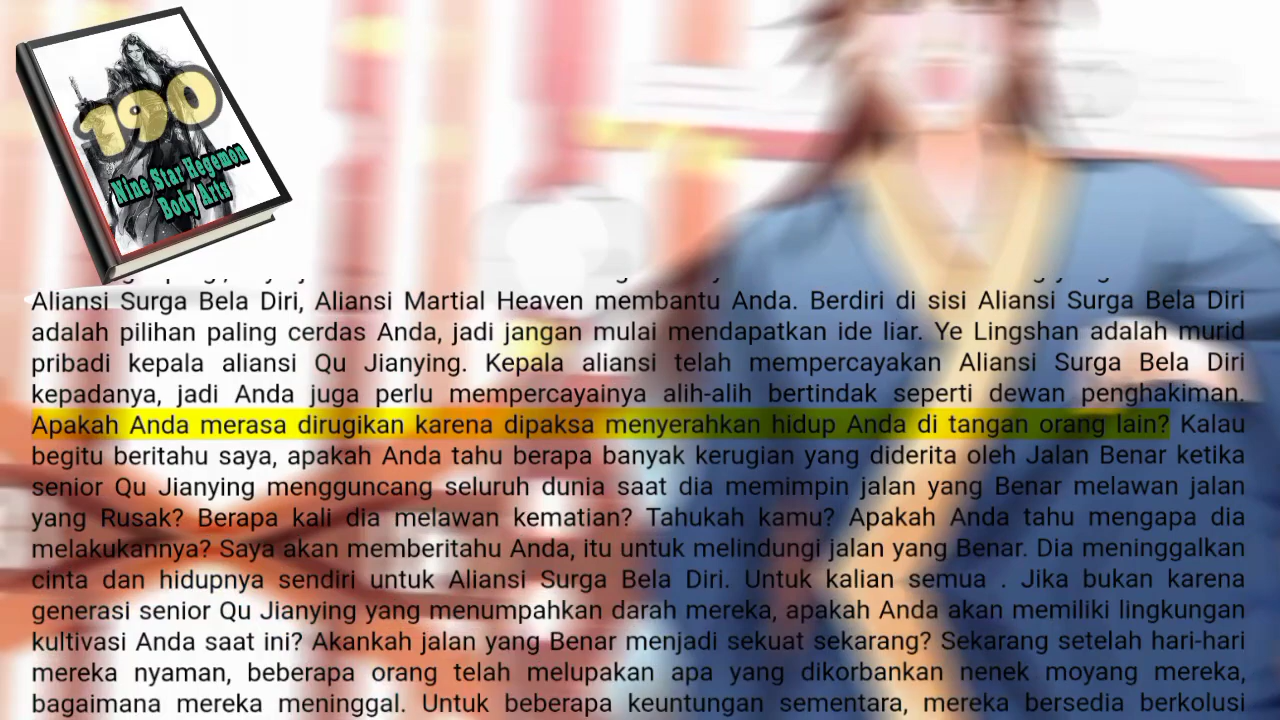 190
Nine Star Hegemon
Body Arts
Aliansi Surga Bela Diri, Aliansi Martial Heaven membantu Anda. Berdiri di sisi Aliansi Surga Bela Diri
adalah pilihan paling cerdas Anda, jadi jangan mulai mendapatkan ide liar. Ye Lingshan adalah murid
pribadi kepala aliansi Qu Jianying. Kepala aliansi telah mempercayakan Aliansi Surga Bela Diri
kepadanya, jadi Anda juga perlu mempercayainya alih-alih bertindak seperti dewan penghakiman.
Apakah Anda merasa dirugikan karena dipaksa menyerahkan hidup Anda di tangan orang lain? Kalau
begitu beritahu saya, apakah Anda tahu berapa banyak kerugian yang diderita oleh Jalan Benar ketika
senior Qu Jianying mengguncang seluruh dunia saat dia memimpin jalan yang Benar melawan jalan
yang Rusak? Berapa kali dia melawan kematian? Tahukah kamu? Apakah Anda tahu mengapa dia
melakukannya? Saya akan memberitahu Anda, itu untuk melindungi jalan yang Benar. Dia meninggalkan
cinta dan hidupnya sendiri untuk Aliansi Surga Bela Diri. Untuk kalian semua . Jika bukan karena
generasi senior Qu Jianying yang menumpahkan darah mereka, apakah Anda akan memiliki lingkungan
kultivasi Anda saat ini? Akankah jalan yang Benar menjadi sekuat sekarang? Sekarang setelah hari-hari
mereka nyaman, beberapa orang telah melupakan apa yang dikorbankan nenek moyang mereka,
bagaimana mereka meninggal. Untuk beberapa keuntungan sementara, mereka bersedia berkolusi